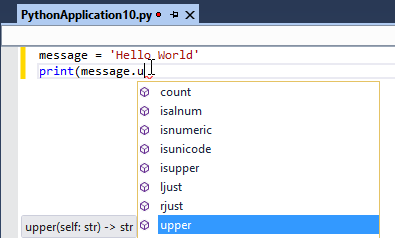 PythonApplication10.py
message = 'Hello World'
print(message.u
count
isalnum
isnumeric
isunicode
isupper
ljust
rjust
upper
upper(self: str) -> str